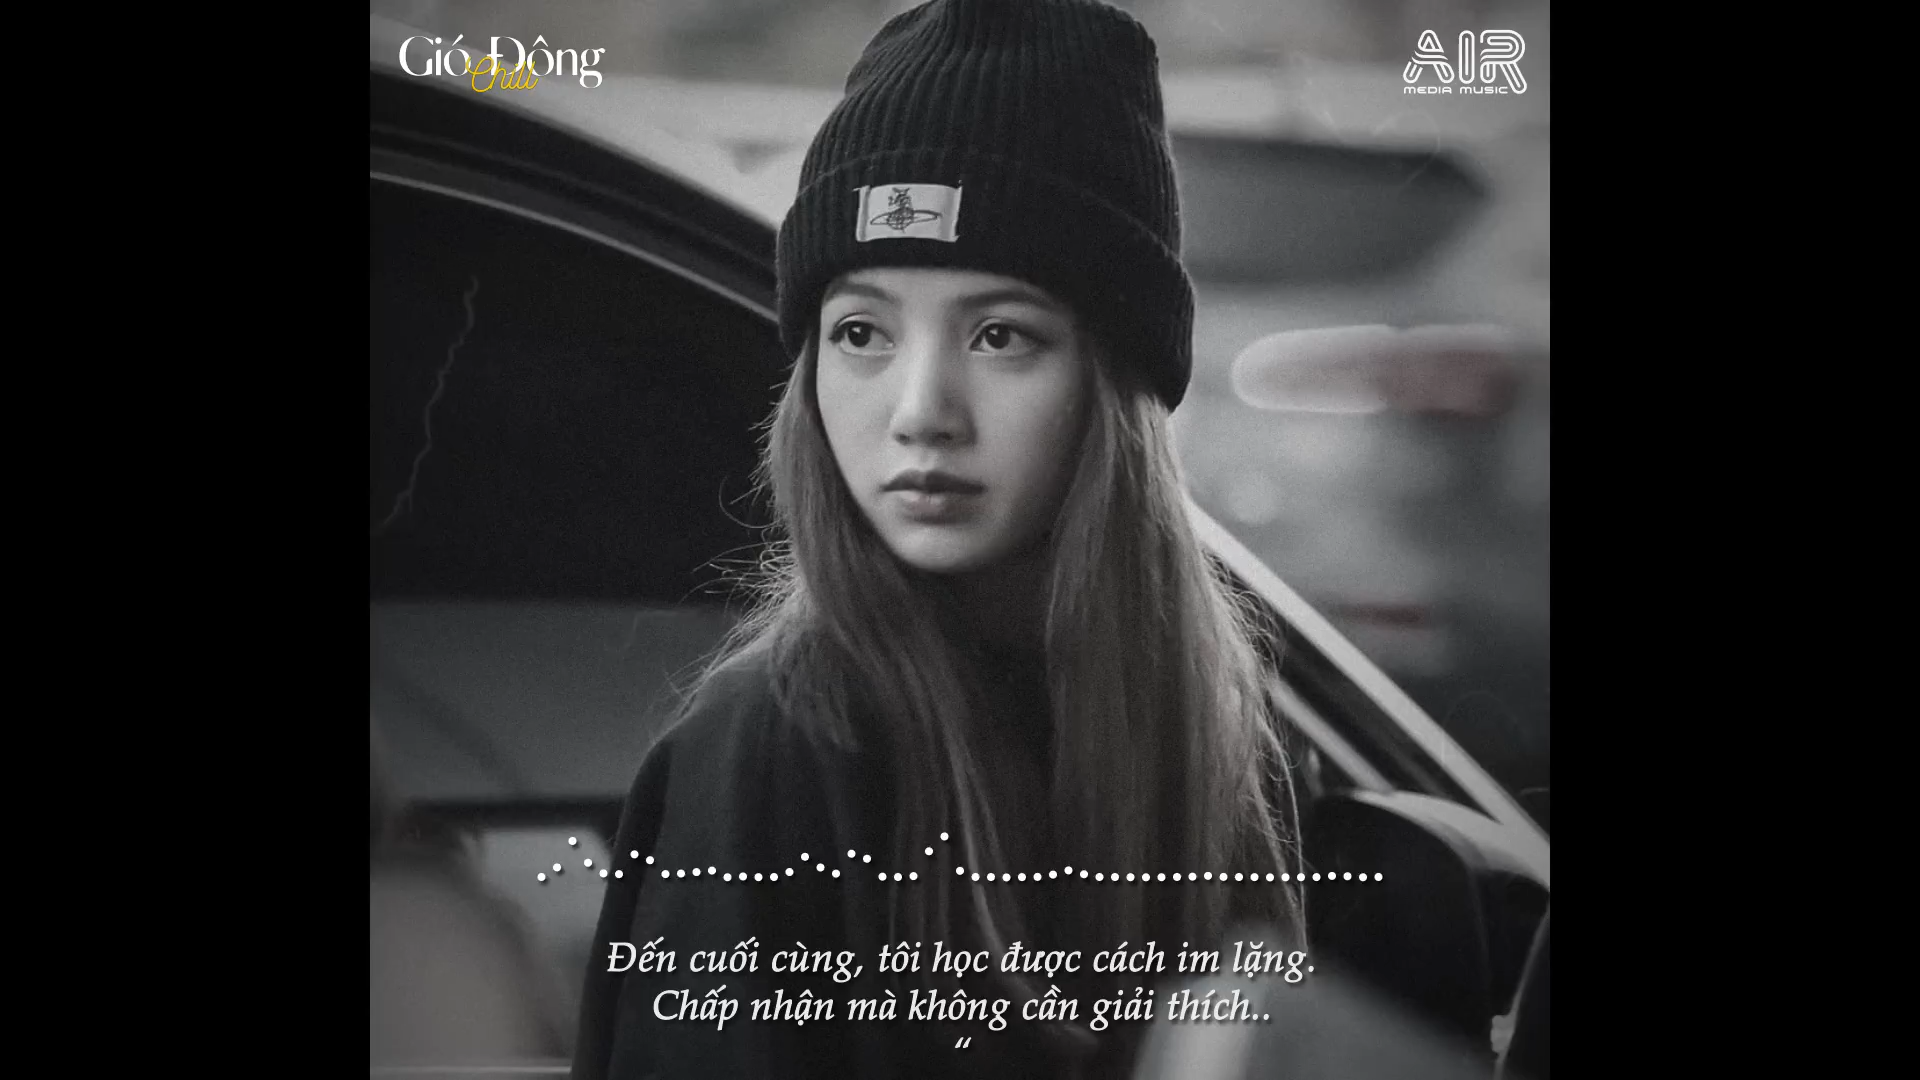 Gió Đông
Chill
AIR
MEDIA MUSIC
Đến cuối cùng, tôi học được cách im lặng.
Chấp nhận mà không cần giải thích..
“